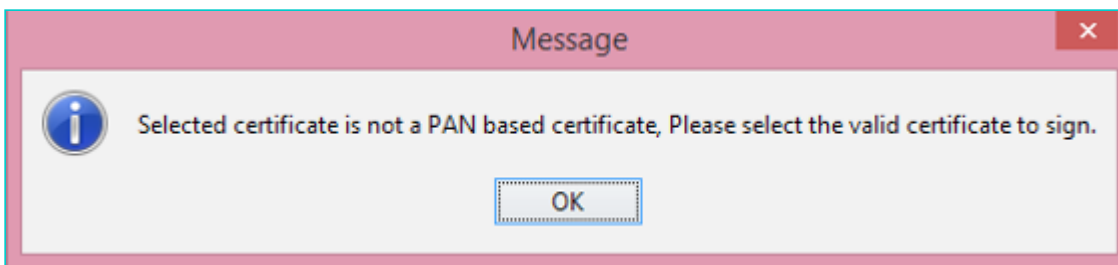 Message
Selected certificate is not a PAN based certificate, Please select the valid certificate to sign.
OK